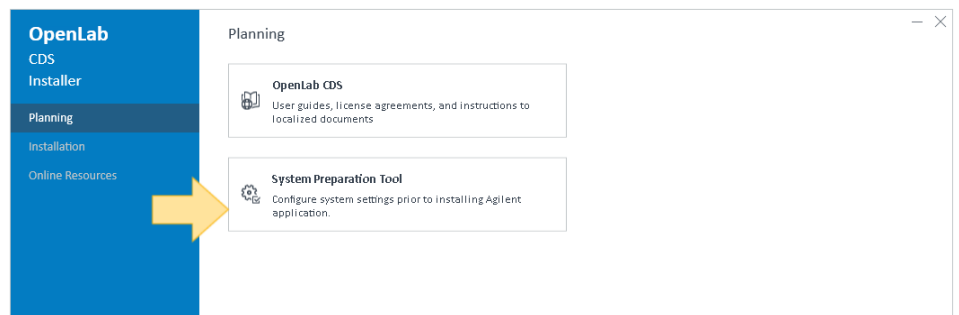 OpenLab
CDS
Installer
Planning
Installation
Online Resources
Planning
OpenLab CDS
User guides, license agreements, and instructions to
localized documents
System Preparation Tool
Configure system settings prior to installing Agilent
application.